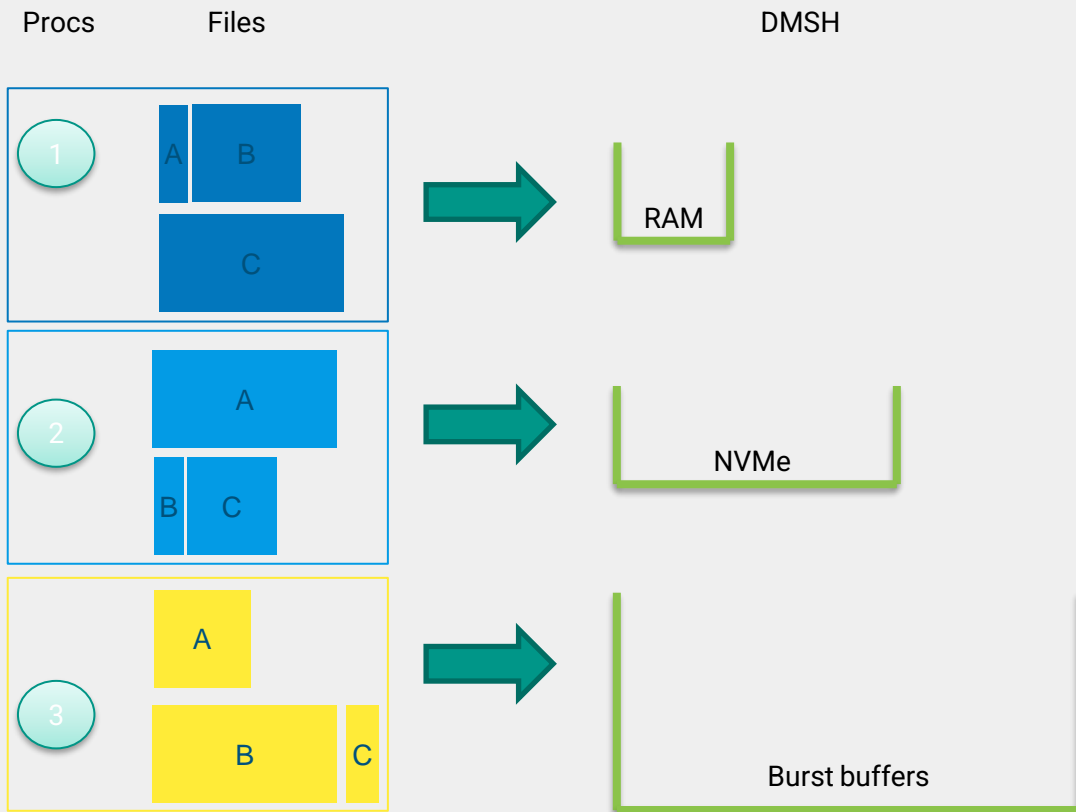 Procs Files DMSH
1
A B
C
RAM
2
A
B C
NVMe
3
A
B C
Burst buffers